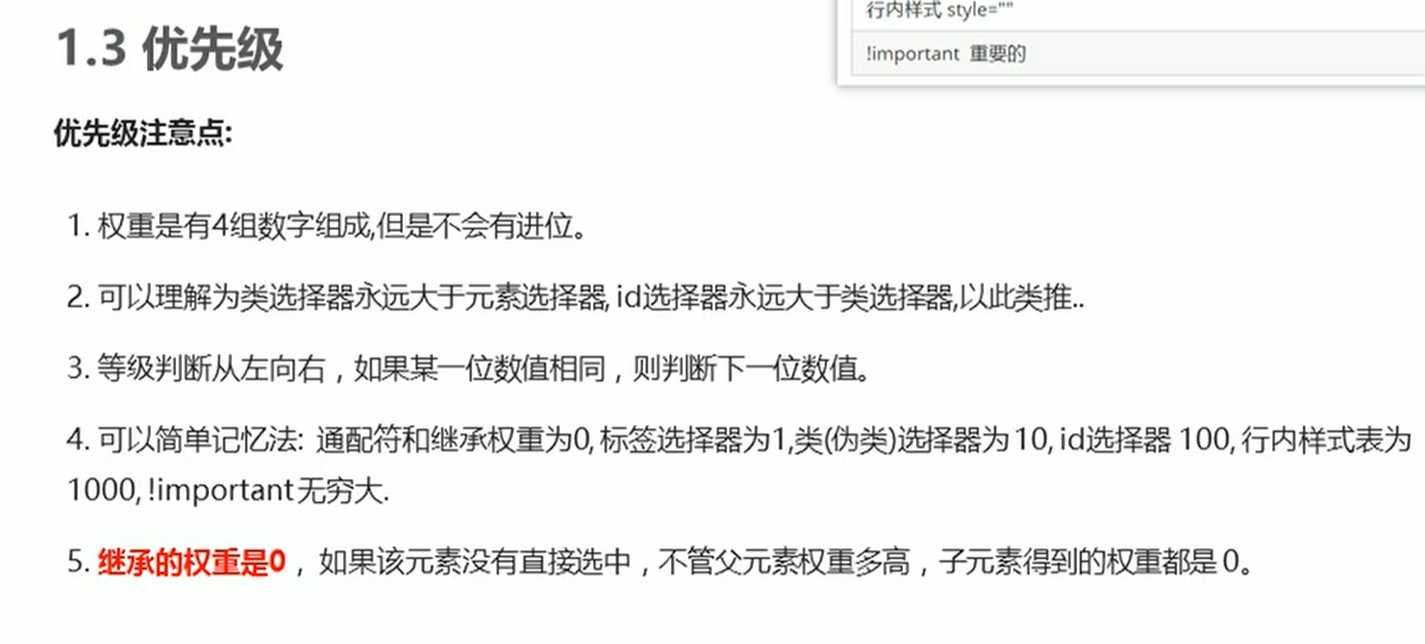 行内样式 style=""
!important 重要的
1.3 优先级
优先级注意点:
1. 权重是有4组数字组成,但是不会有进位。
2. 可以理解为类选择器永远大于元素选择器, id选择器永远大于类选择器,以此类推..
3. 等级判断从左向右，如果某一位数值相同，则判断下一位数值。
4. 可以简单记忆法: 通配符和继承权重为0, 标签选择器为1,类(伪类)选择器为 10, id选择器 100, 行内样式表为
1000, !important 无穷大.
5. 继承的权重是0， 如果该元素没有直接选中，不管父元素权重多高，子元素得到的权重都是 0。